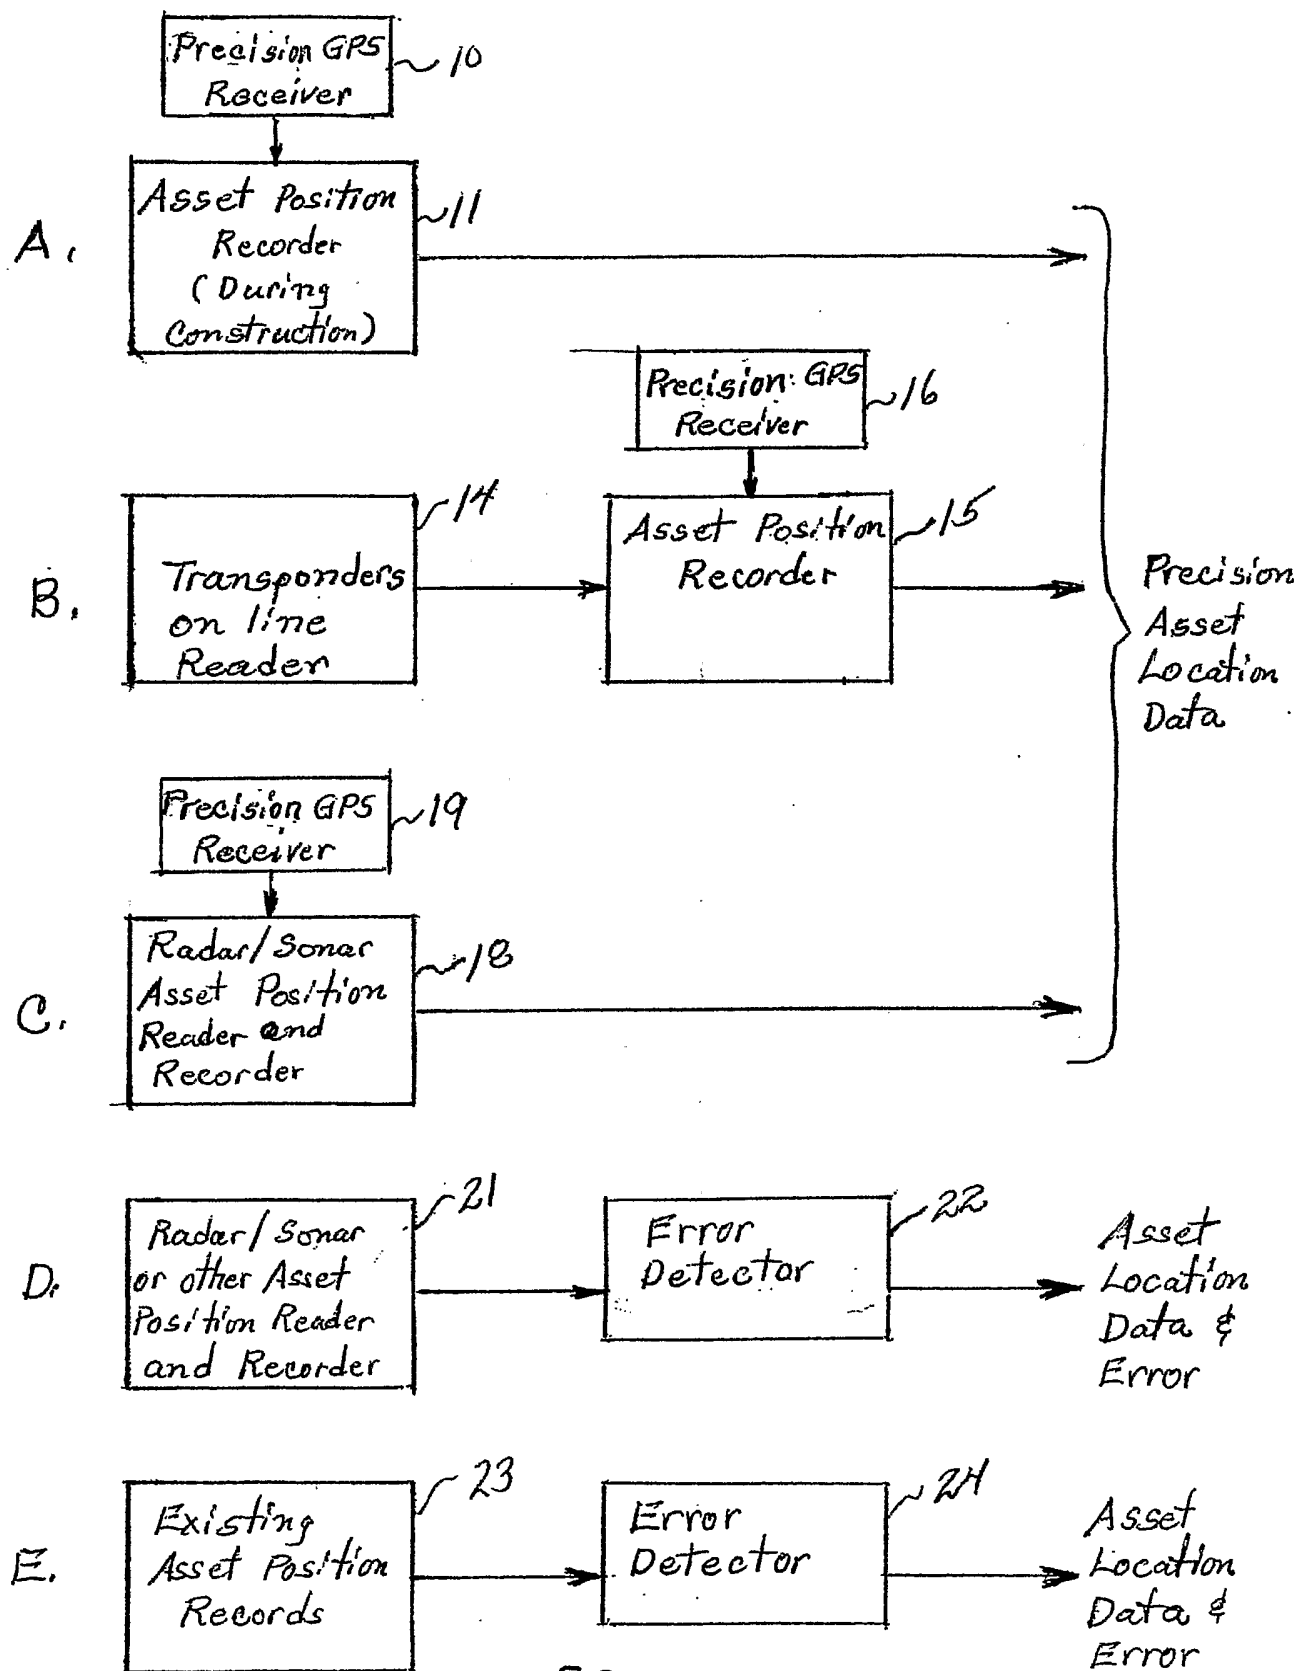 Precision GPS
Receiver
10
A.
Asset Position
Recorder
(During
Construction)
11
Precision GPS
Receiver
16
B.
Transponders
on line
Reader
14
Asset Position
Recorder
15
Precision
Asset
Location
Data
Precision GPS
Receiver
19
C.
Radar/Sonar
Asset Position
Reader and
Recorder
18
D.
Radar/Sonar
or other Asset
Position Reader
and Recorder
21
Error
Detector
22
Asset
Location
Data &
Error
E.
Existing
Asset Position
Records
23
Error
Detector
24
Asset
Location
Data &
Error